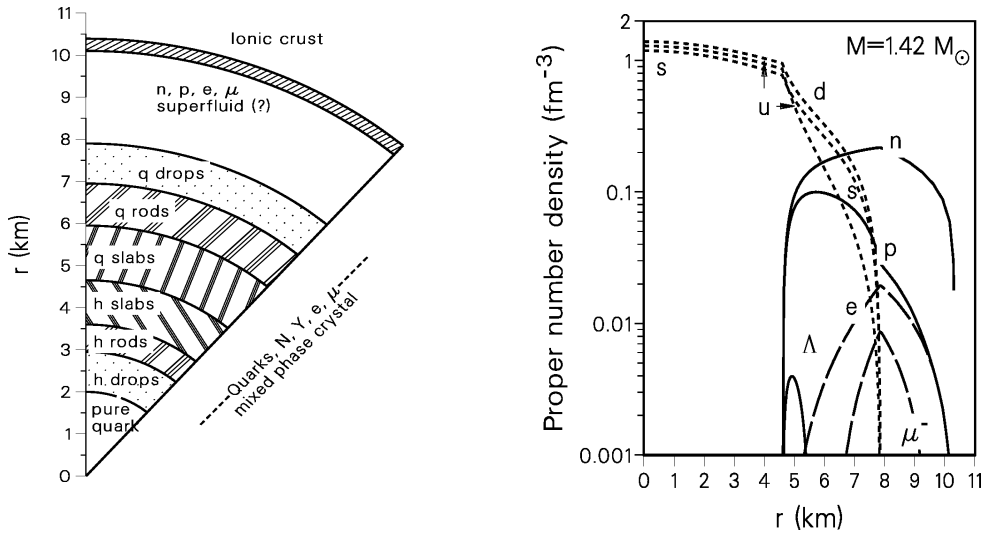 11
10
9
8
7
6
5
4
3
2
1
0
r (km)
Ionic crust
n, p, e, μ
superfluid (?)
q drops
q rods
q slabs
h slabs
h rods
h drops
pure
quark
Quarks, N, Y, e, μ
mixed phase crystal
Proper number density (fm⁻³)
2
1
0.1
0.01
0.001
M=1.42 M⊙
s
u
d
n
s
p
e
Λ
μ⁻
0 1 2 3 4 5 6 7 8 9 10 11
r (km)